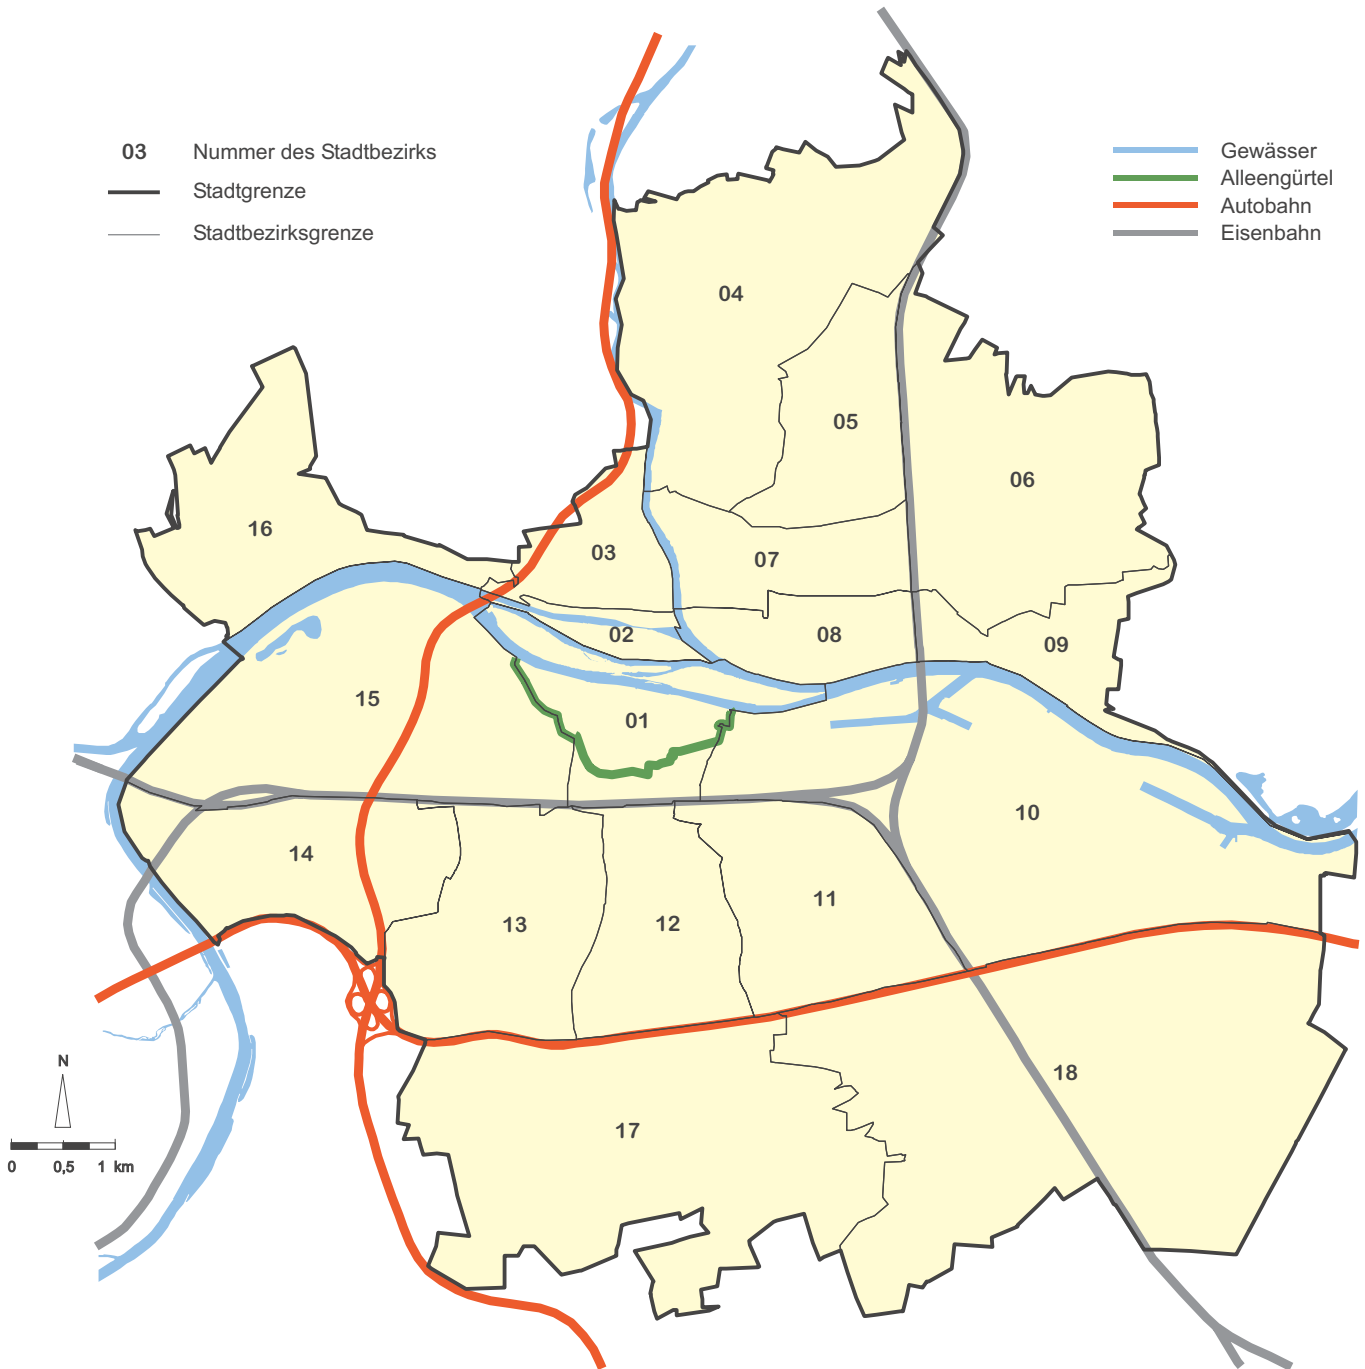 03 Nummer des Stadtbezirks
Stadtgrenze
Stadtbezirksgrenze
Gewässer
Alleengürtel
Autobahn
Eisenbahn
04
05
06
16
03
07
02
08
09
15
01
10
14
13
12
11
18
17
N
0 0,5 1 km